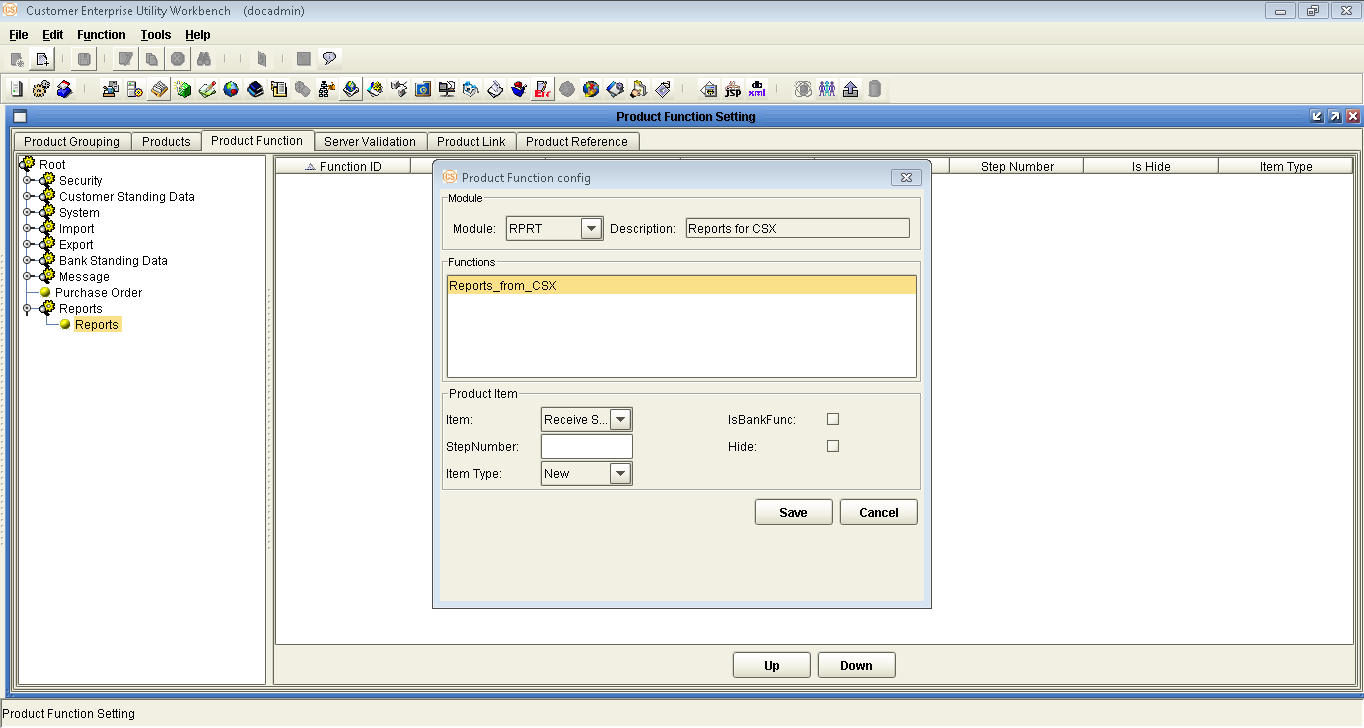 CS Customer Enterprise Utility Workbench (docadmin)
File Edit Function Tools Help
jsp xml
Product Function Setting
Product Grouping Products Product Function Server Validation Product Link Product Reference
Root
Security
Customer Standing Data
System
Import
Export
Bank Standing Data
Message
Purchase Order
Reports
Reports
Function ID Step Number Is Hide Item Type
CS Product Function config
Module
Module: RPRT Description: Reports for CSX
Functions
Reports_from_CSX
Product Item
Item: Receive S... IsBankFunc:
StepNumber: Hide:
Item Type: New
Save Cancel
Up Down
Product Function Setting